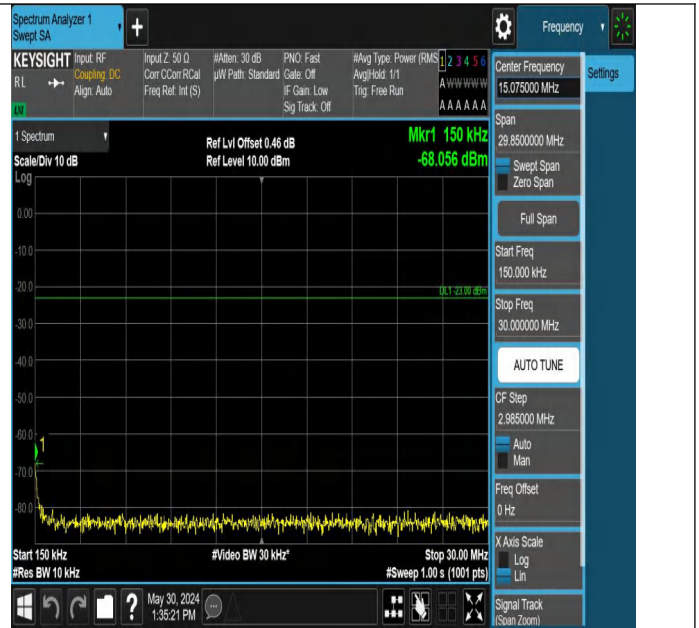 Spectrum Analyzer 1
Swept SA
+
Frequency
KEYSIGHT
Input: RF
Input Z: 50 Ω
#Atten: 30 dB
PNO: Fast
#Avg Type: Power (RMS
1 2 3 4 5 6
RL
Coupling: DC
Corr CCorr RCal
µW Path: Standard
Gate: Off
Avg|Hold: 1/1
A W W W W W
Align: Auto
Freq Ref: Int (S)
IF Gain: Low
Trig: Free Run
Sig Track: Off
A A A A A A
1 Spectrum
Ref Lvl Offset 0.46 dB
Mkr1 150 kHz
Scale/Div 10 dB
Ref Level 10.00 dBm
-68.056 dBm
Log
0.00
-10.0
-20.0
DL1 -23.00 dBm
-30.0
-40.0
-50.0
-60.0
1
-70.0
-80.0
Start 150 kHz
#Video BW 30 kHz*
Stop 30.00 MHz
#Res BW 10 kHz
#Sweep 1.00 s (1001 pts)
May 30, 2024
1:35:21 PM
?
Center Frequency
15.075000 MHz
Settings
Span
29.8500000 MHz
Swept Span
Zero Span
Full Span
Start Freq
150.000 kHz
Stop Freq
30.000000 MHz
AUTO TUNE
CF Step
2.985000 MHz
Auto
Man
Freq Offset
0 Hz
X Axis Scale
Log
Lin
Signal Track
(Span Zoom)